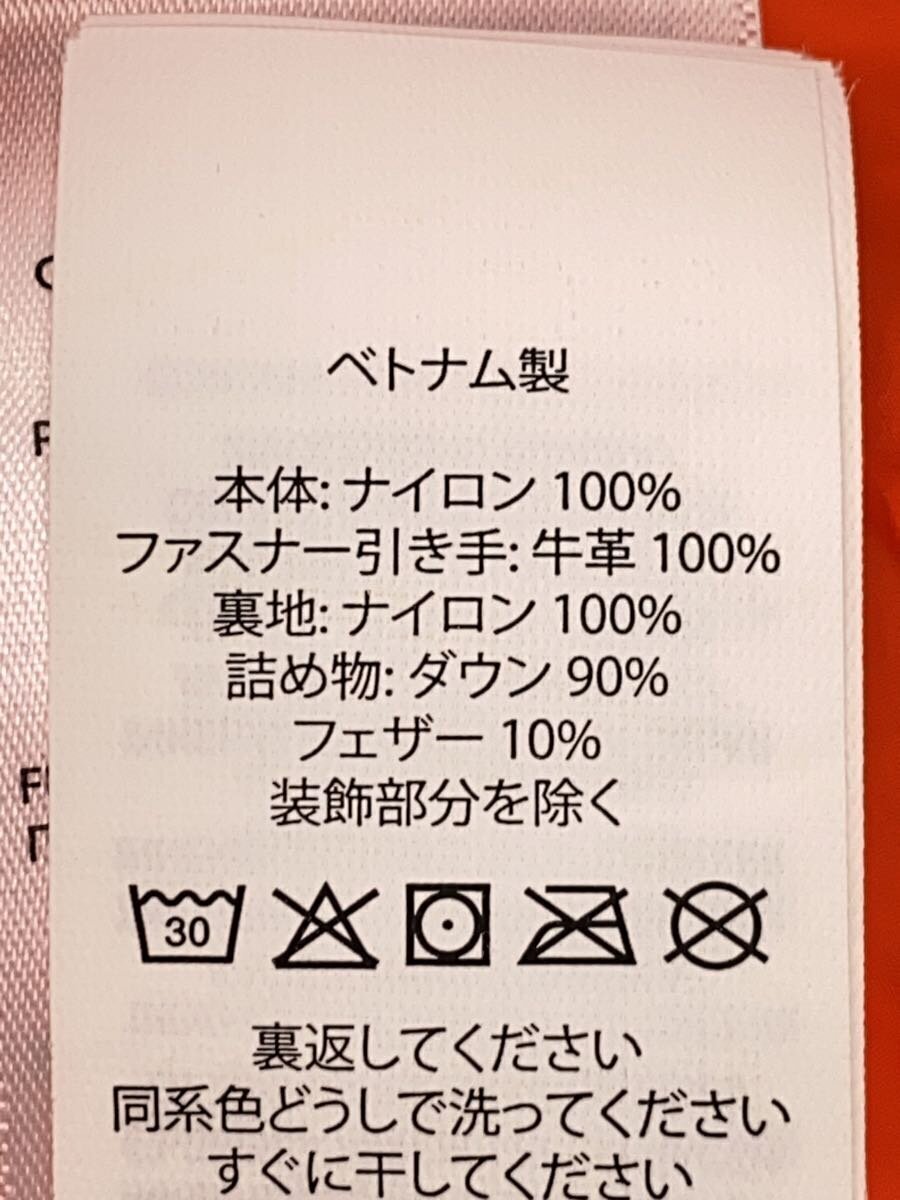 ベトナム製
本体: ナイロン 100%
ファスナー引き手: 牛革 100%
裏地: ナイロン 100%
詰め物: ダウン 90%
フェザー 10%
装飾部分を除く
30
裏返してください
同系色どうしで洗ってください
すぐに干してください